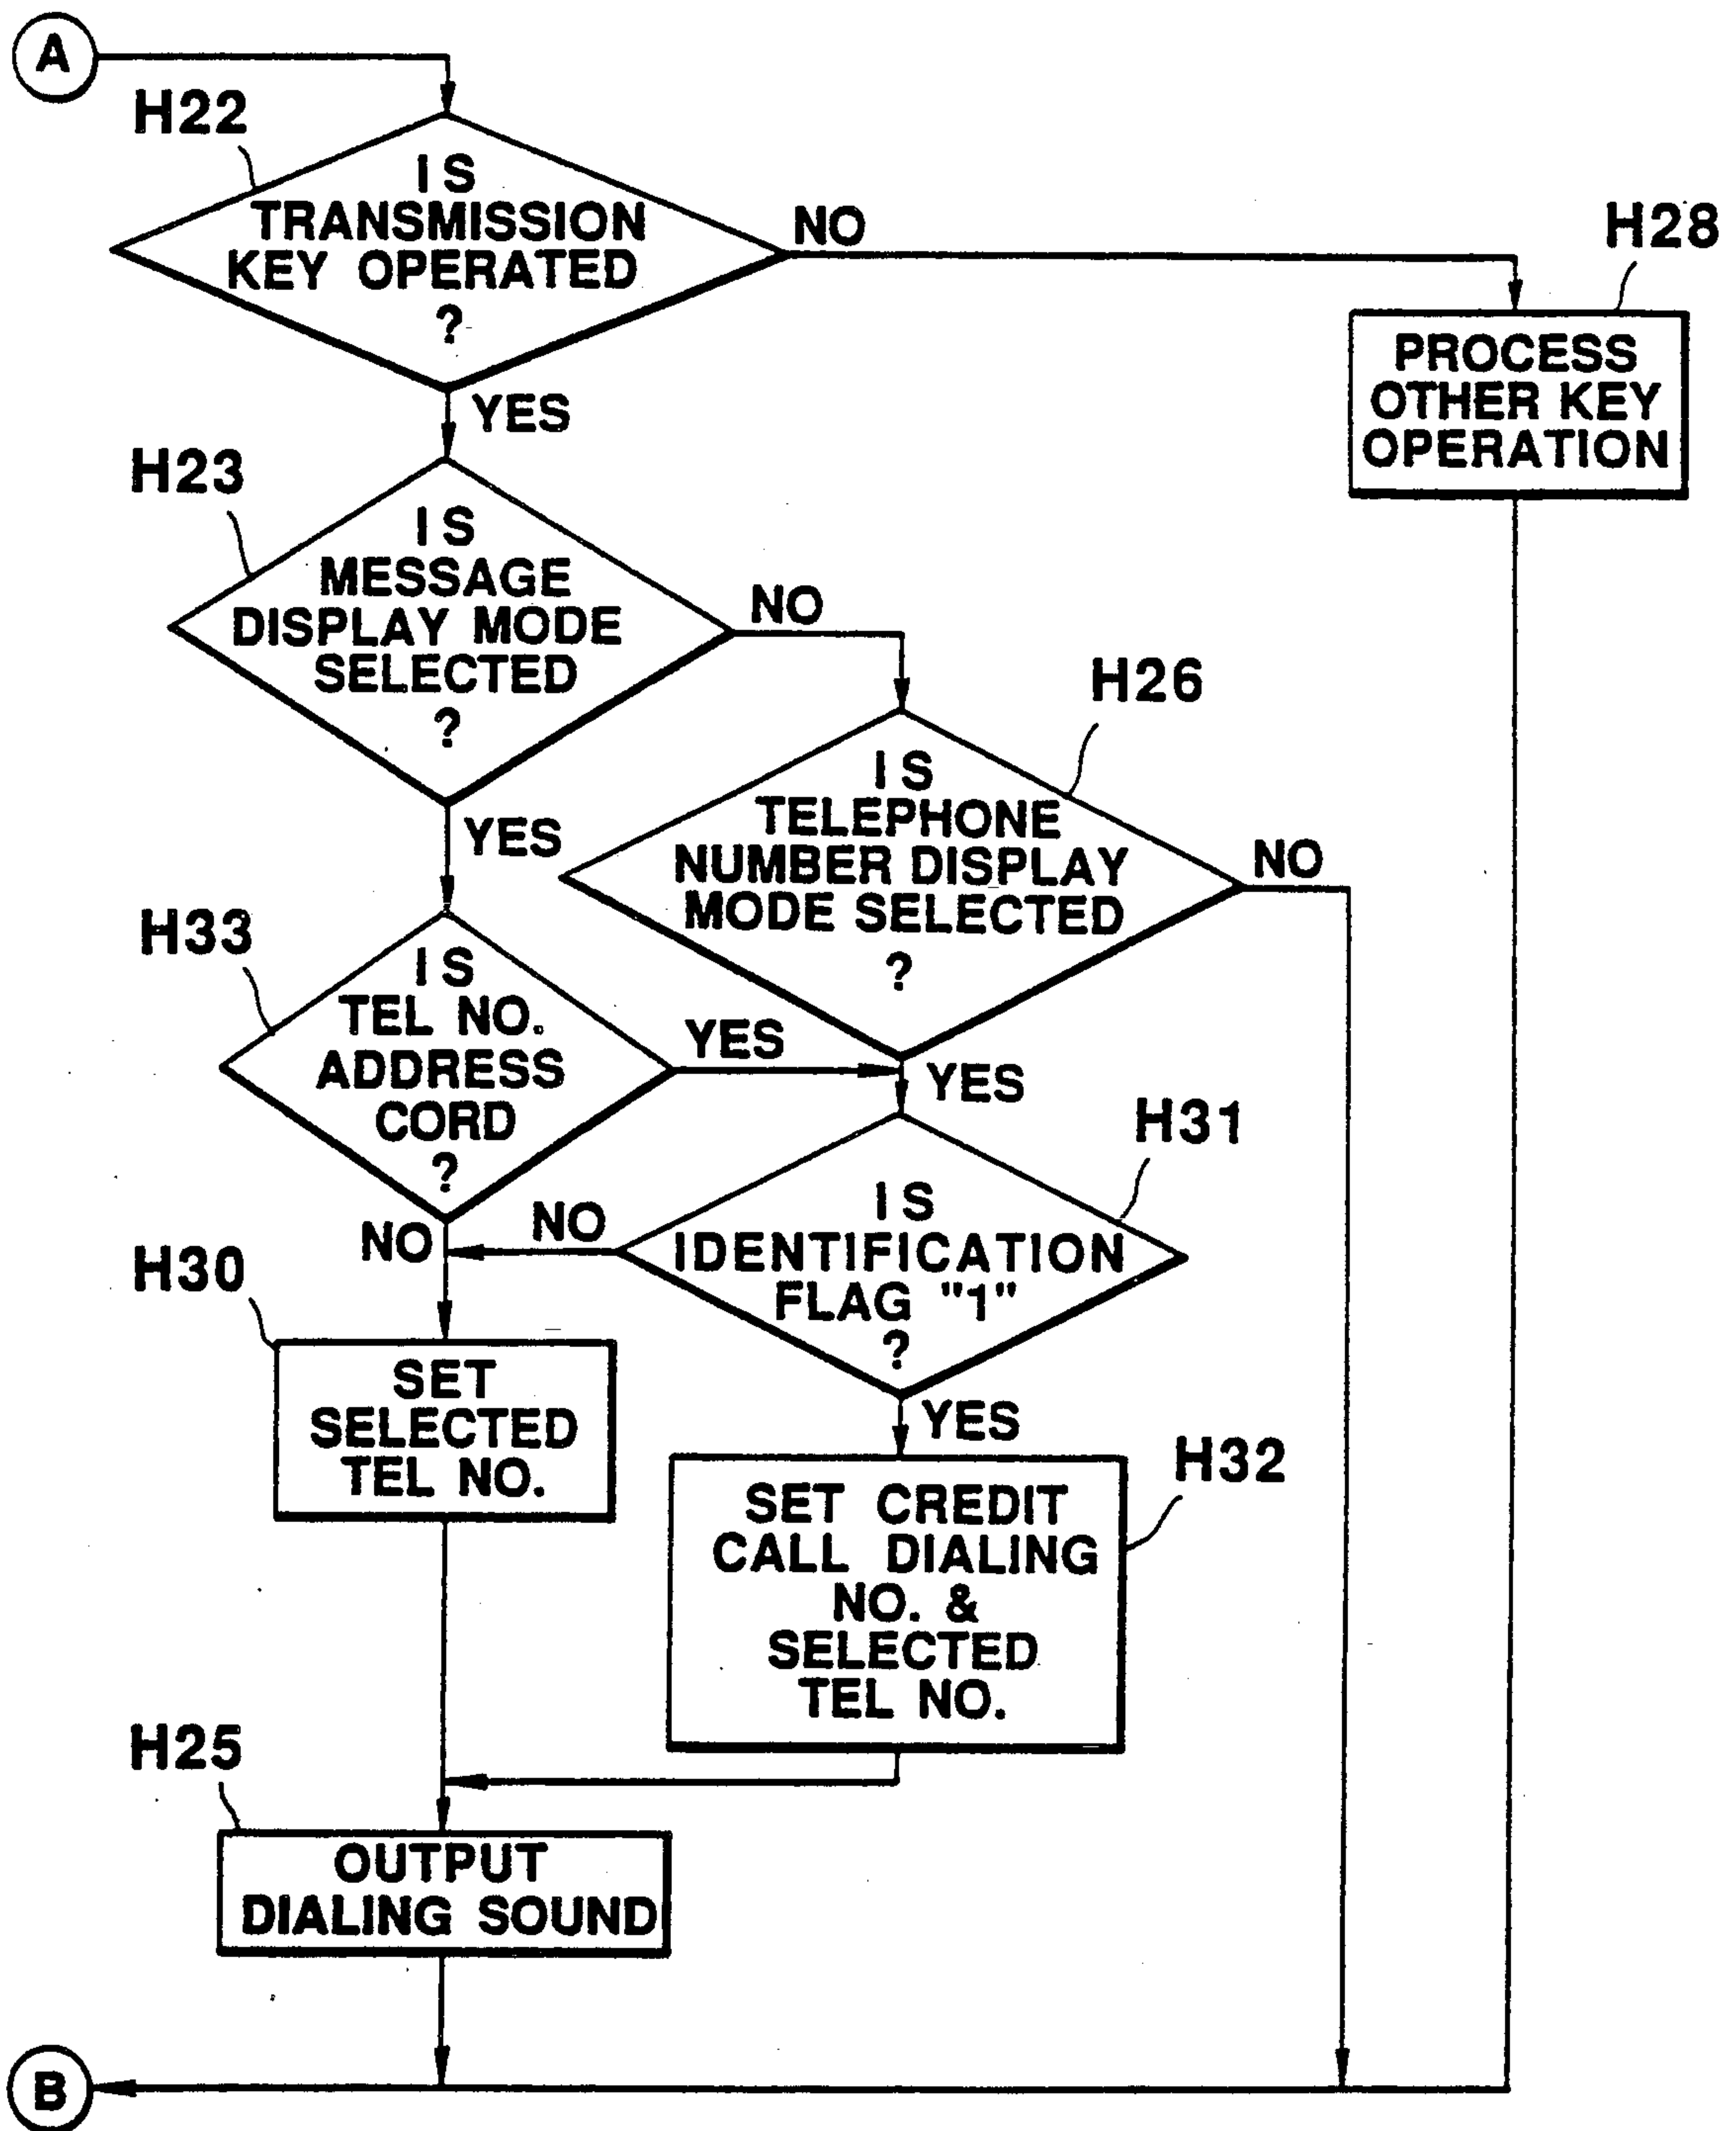 A
H22
IS
TRANSMISSION
KEY OPERATED
?
NO
H28
PROCESS
OTHER KEY
OPERATION
YES
H23
IS
MESSAGE
DISPLAY MODE
SELECTED
?
NO
H26
IS
TELEPHONE
NUMBER DISPLAY
MODE SELECTED
?
NO
YES
YES
H33
IS
TEL NO.
ADDRESS
CORD
?
YES
NO
H31
IS
IDENTIFICATION
FLAG "1"
?
NO
YES
H30
SET
SELECTED
TEL NO.
H32
SET CREDIT
CALL DIALING
NO. &
SELECTED
TEL NO.
H25
OUTPUT
DIALING SOUND
B